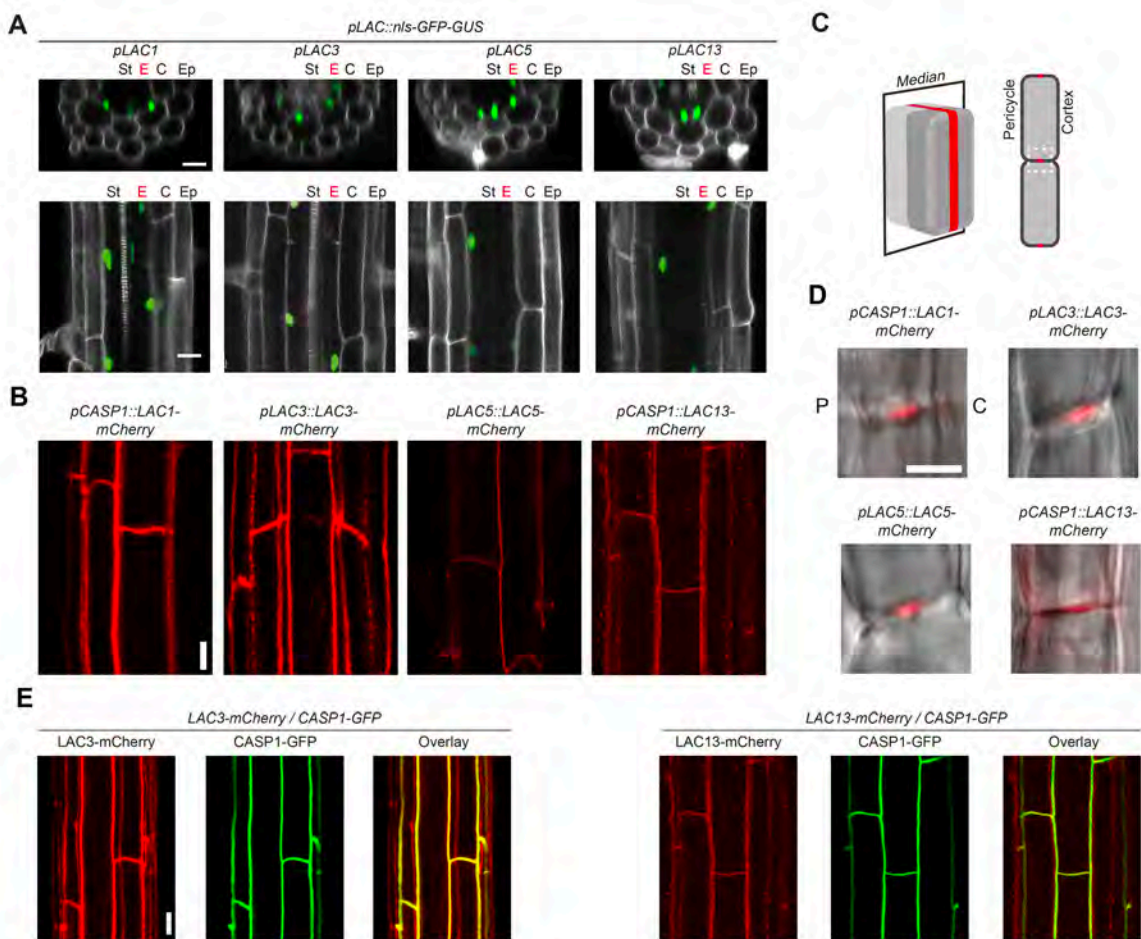 A
pLAC::nls-GFP-GUS
pLAC1 pLAC3 pLAC5 pLAC13
St E C Ep St E C Ep St E C Ep St E C Ep
St E C Ep St E C Ep St E C Ep St E C Ep
B
pCASP1::LAC1-
mCherry
pLAC3::LAC3-
mCherry
pLAC5::LAC5-
mCherry
pCASP1::LAC13-
mCherry
C
Median
Pericycle
Cortex
D
pCASP1::LAC1-
mCherry
pLAC3::LAC3-
mCherry
P
C
pLAC5::LAC5-
mCherry
pCASP1::LAC13-
mCherry
E
LAC3-mCherry / CASP1-GFP
LAC3-mCherry CASP1-GFP Overlay
LAC13-mCherry / CASP1-GFP
LAC13-mCherry CASP1-GFP Overlay